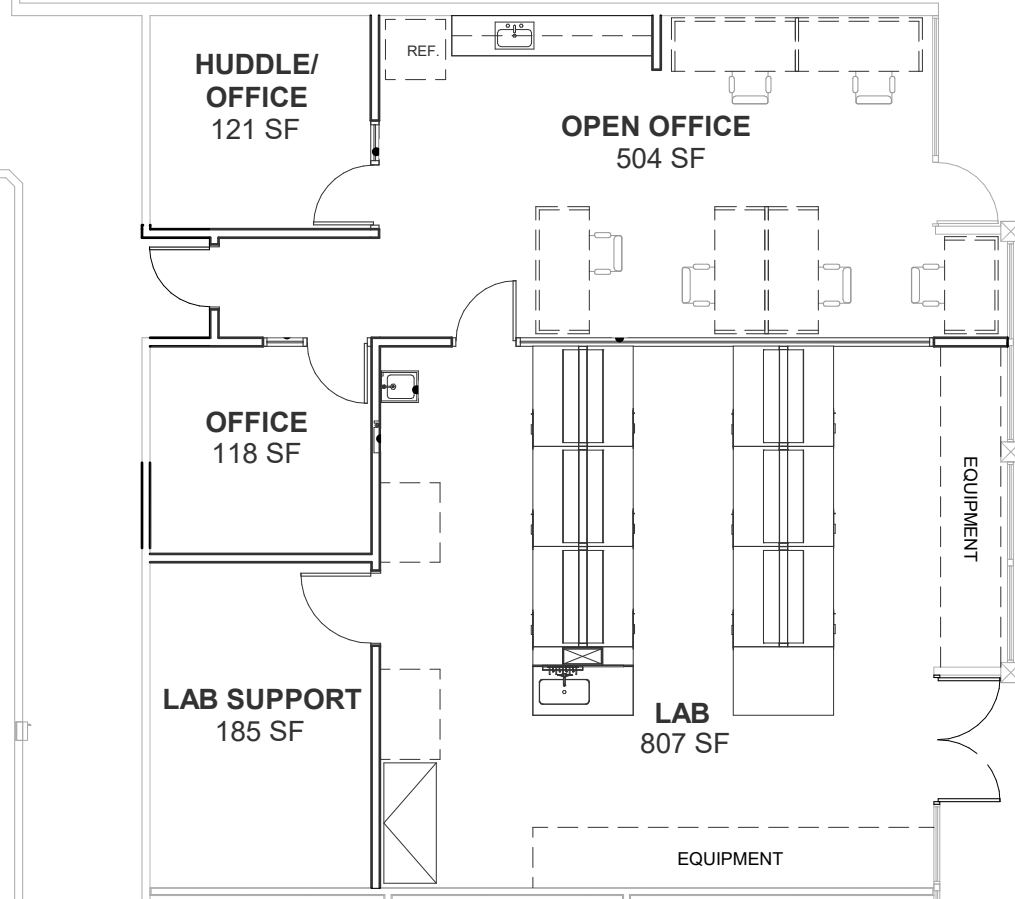 HUDDLE/
OFFICE
121 SF
REF.
OPEN OFFICE
504 SF
OFFICE
118 SF
EQUIPMENT
LAB SUPPORT
185 SF
LAB
807 SF
EQUIPMENT